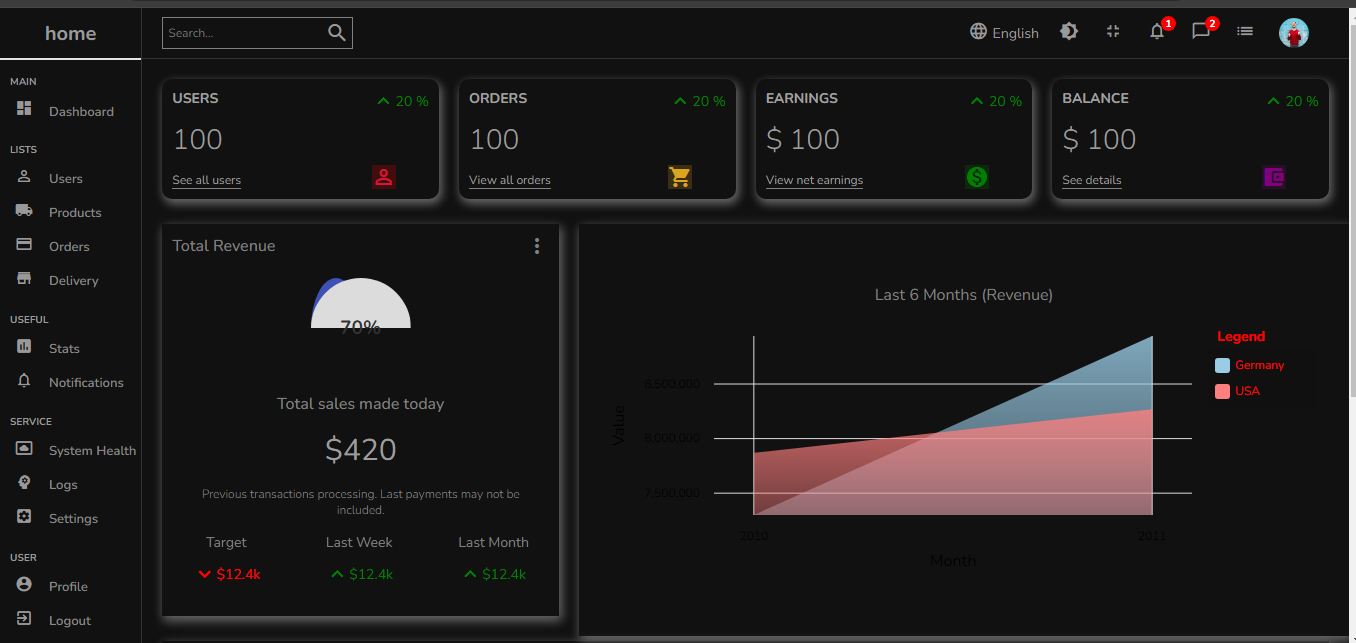 home
Search...
English
1
2
MAIN
Dashboard
LISTS
Users
Products
Orders
Delivery
USEFUL
Stats
Notifications
SERVICE
System Health
Logs
Settings
USER
Profile
Logout
USERS
20 %
100
See all users
ORDERS
20 %
100
View all orders
EARNINGS
20 %
$ 100
View net earnings
BALANCE
20 %
$ 100
See details
Total Revenue
70%
Total sales made today
$420
Previous transactions processing. Last payments may not be
included.
Target
Last Week
Last Month
$12.4k
$12.4k
$12.4k
Last 6 Months (Revenue)
Legend
Germany
USA
Value
8,500,000
8,000,000
7,500,000
2010
2011
Month